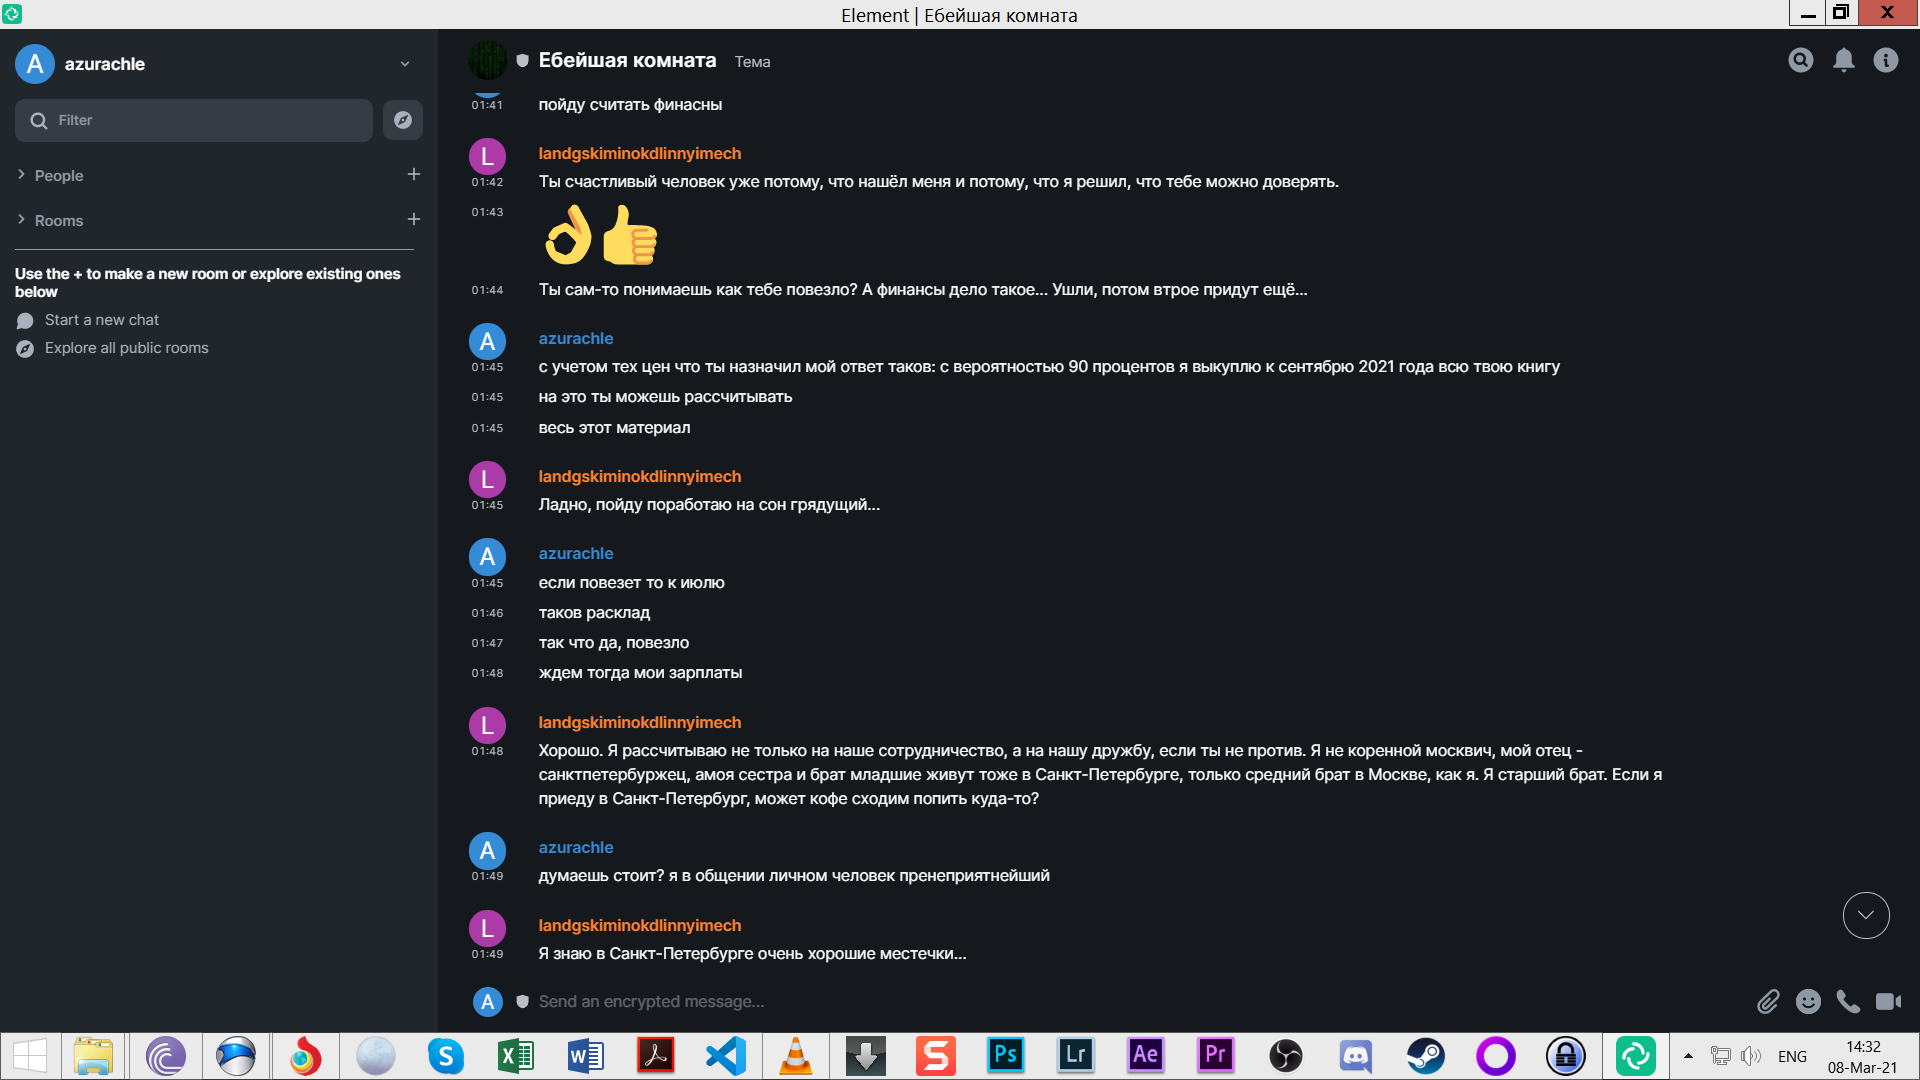 Element | Ебейшая комната
A azurachle
Filter
People
Rooms
Use the + to make a new room or explore existing ones
below
Start a new chat
Explore all public rooms
Ебейшая комната Тема
01:41 пойду считать финасны
L landgskiminokdlinnyimech
01:42 Ты счастливый человек уже потому, что нашёл меня и потому, что я решил, что тебе можно доверять.
01:43
01:44 Ты сам-то понимаешь как тебе повезло? А финансы дело такое... Ушли, потом втрое придут ещё...
A azurachle
01:45 с учетом тех цен что ты назначил мой ответ таков: с вероятностью 90 процентов я выкуплю к сентябрю 2021 года всю твою книгу
01:45 на это ты можешь рассчитывать
01:45 весь этот материал
L landgskiminokdlinnyimech
01:45 Ладно, пойду поработаю на сон грядущий...
A azurachle
01:45 если повезет то к июлю
01:46 таков расклад
01:47 так что да, повезло
01:48 ждем тогда мои зарплаты
L landgskiminokdlinnyimech
01:48 Хорошо. Я рассчитываю не только на наше сотрудничество, а на нашу дружбу, если ты не против. Я не коренной москвич, мой отец -
санктпетербуржец, амоя сестра и брат младшие живут тоже в Санкт-Петербурге, только средний брат в Москве, как я. Я старший брат. Если я
приеду в Санкт-Петербург, может кофе сходим попить куда-то?
A azurachle
01:49 думаешь стоит? я в общении личном человек пренеприятнейший
L landgskiminokdlinnyimech
01:49 Я знаю в Санкт-Петербурге очень хорошие местечки...
A Send an encrypted message...
S X W S Ps Lr Ae Pr ENG 14:32
08-Mar-21